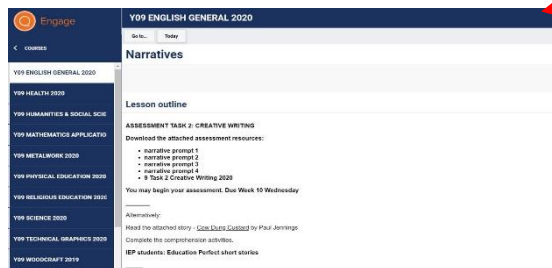 Engage
< COURSES
Y09 ENGLISH GENERAL 2020
Y09 HEALTH 2020
Y09 HUMANITIES & SOCIAL SCIE
Y09 MATHEMATICS APPLICATIO
Y09 METALWORK 2020
Y09 PHYSICAL EDUCATION 2020
Y09 RELIGIOUS EDUCATION 2020
Y09 SCIENCE 2020
Y09 TECHNICAL GRAPHICS 2020
Y09 WOODCRAFT 2019
Y09 ENGLISH GENERAL 2020
Go to... Today
Narratives
Lesson outline
ASSESSMENT TASK 2: CREATIVE WRITING
Download the attached assessment resources:
• narrative prompt 1
• narrative prompt 2
• narrative prompt 3
• narrative prompt 4
• 9 Task 2 Creative Writing 2020
You may begin your assessment. Due Week 10 Wednesday
Alternatively:
Read the attached story - Cow Dung Custard by Paul Jennings
Complete the comprehension activities.
IEP students: Education Perfect short stories